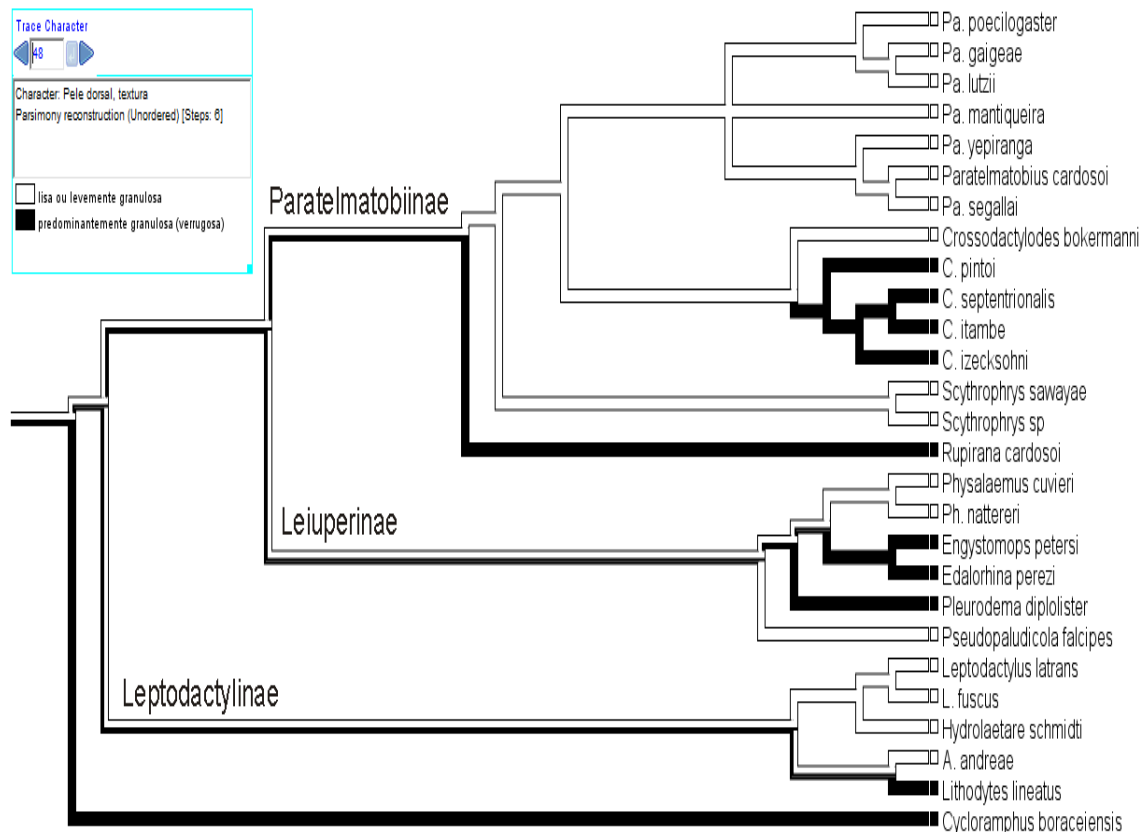 Trace Character
48
Character: Pele dorsal, textura
Parsimony reconstruction (Unordered) [Steps: 6]
lisa ou levemente granulosa
predominantemente granulosa (verrugosa)
Paratelmatobiinae
Leiuperinae
Leptodactylinae
Pa. poecilogaster
Pa. gaigeae
Pa. lutzii
Pa. mantiqueira
Pa. yepiranga
Paratelmatobius cardosoi
Pa. segallai
Crossodactylodes bokermanni
C. pintoi
C. septentrionalis
C. itambe
C. izecksohni
Scythrophrys sawayae
Scythrophrys sp
Rupirana cardosoi
Physalaemus cuvieri
Ph. nattereri
Engystomops petersi
Edalorhina perezi
Pleurodema diplolister
Pseudopaludicola falcipes
Leptodactylus latrans
L. fuscus
Hydrolaetare schmidti
A. andreae
Lithodytes lineatus
Cycloramphus boraceiensis